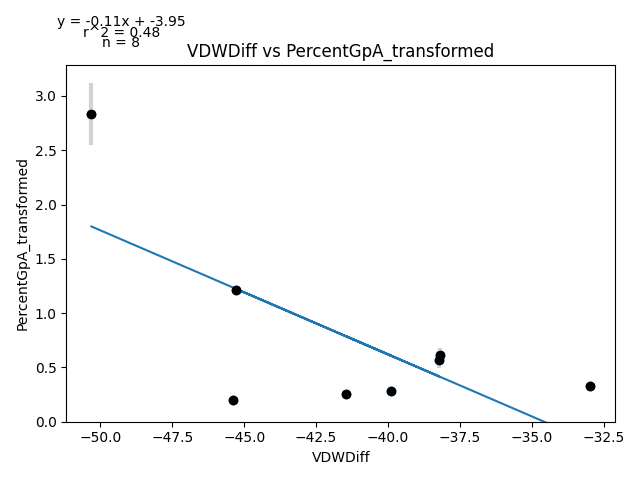 y = -0.11x + -3.95
r^2 = 0.48
n = 8
VDWDiff vs PercentGpA_transformed
PercentGpA_transformed
3.0
2.5
2.0
1.5
1.0
0.5
0.0
−50.0 −47.5 −45.0 −42.5 −40.0 −37.5 −35.0 −32.5
VDWDiff